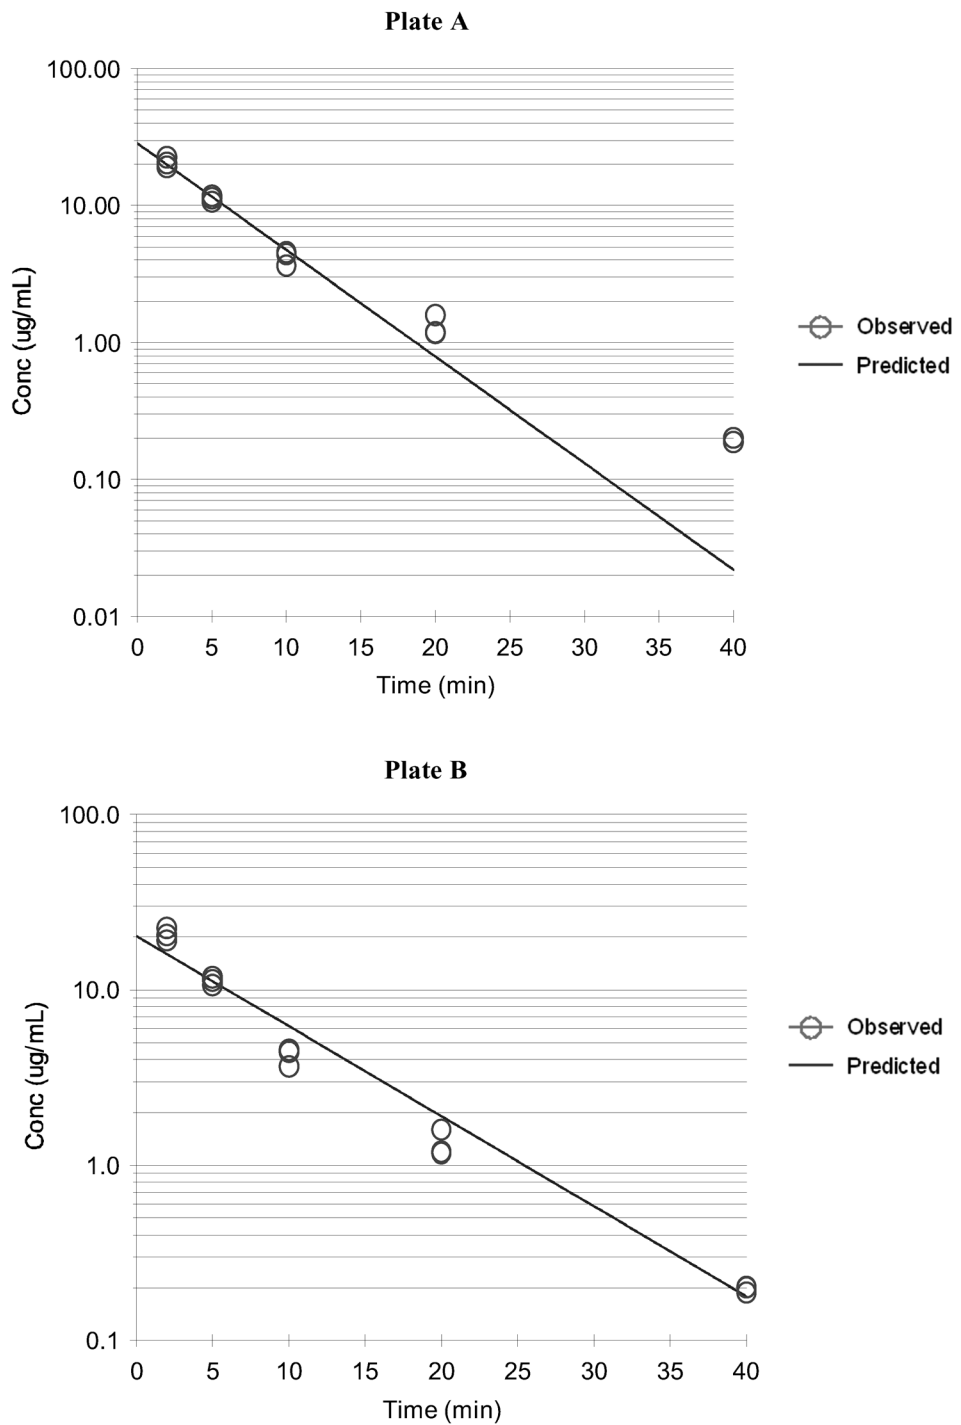 Plate A
100.00
10.00
1.00
0.10
0.01
Conc (ug/mL)
0 5 10 15 20 25 30 35 40
Time (min)
Observed
Predicted
Plate B
100.0
10.0
1.0
0.1
Conc (ug/mL)
0 5 10 15 20 25 30 35 40
Time (min)
Observed
Predicted